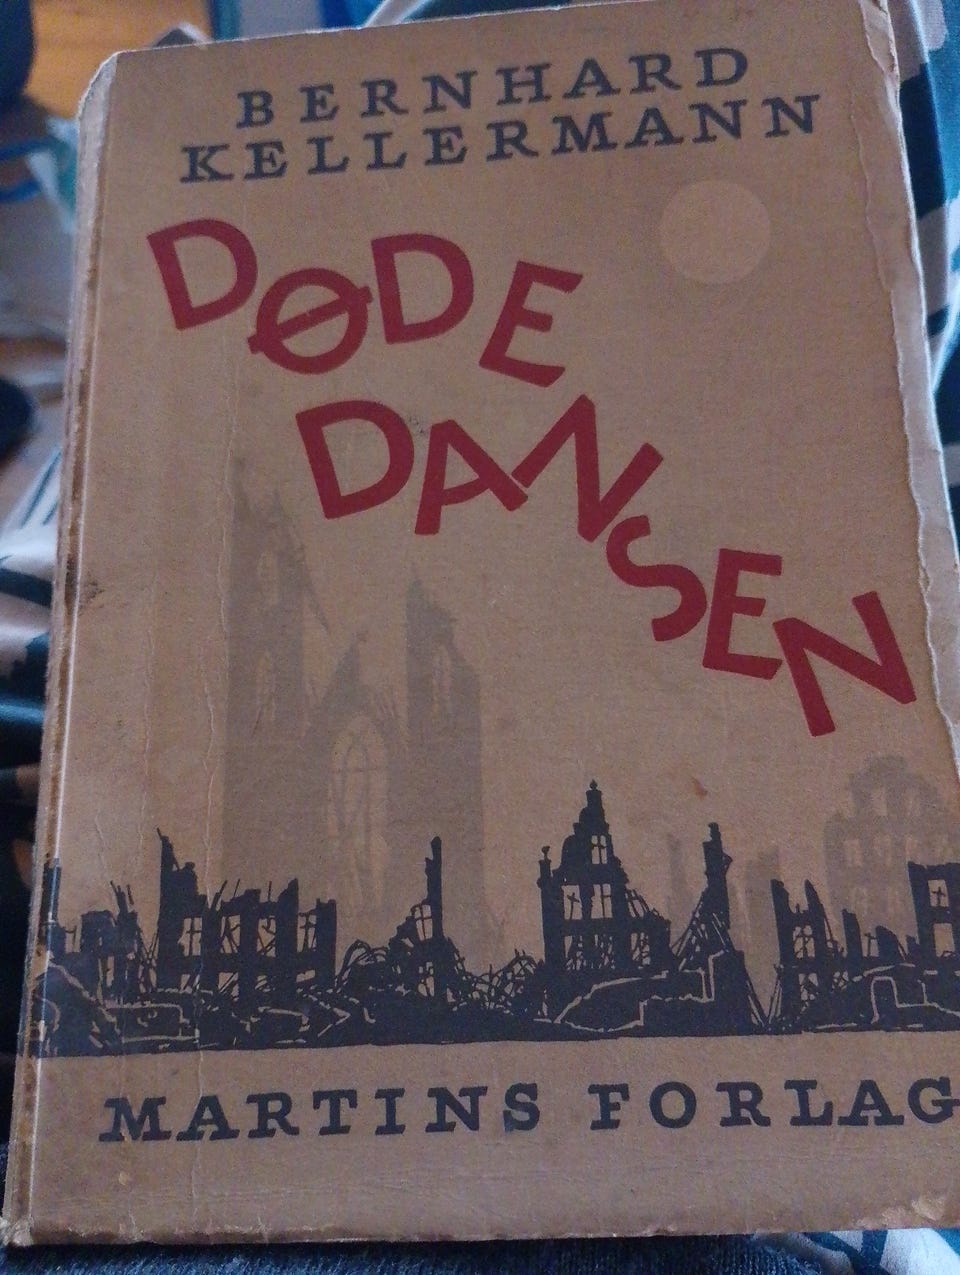 BERNHARD
KELLERMANN
DØDE
DANSEN
MARTINS FORLAG